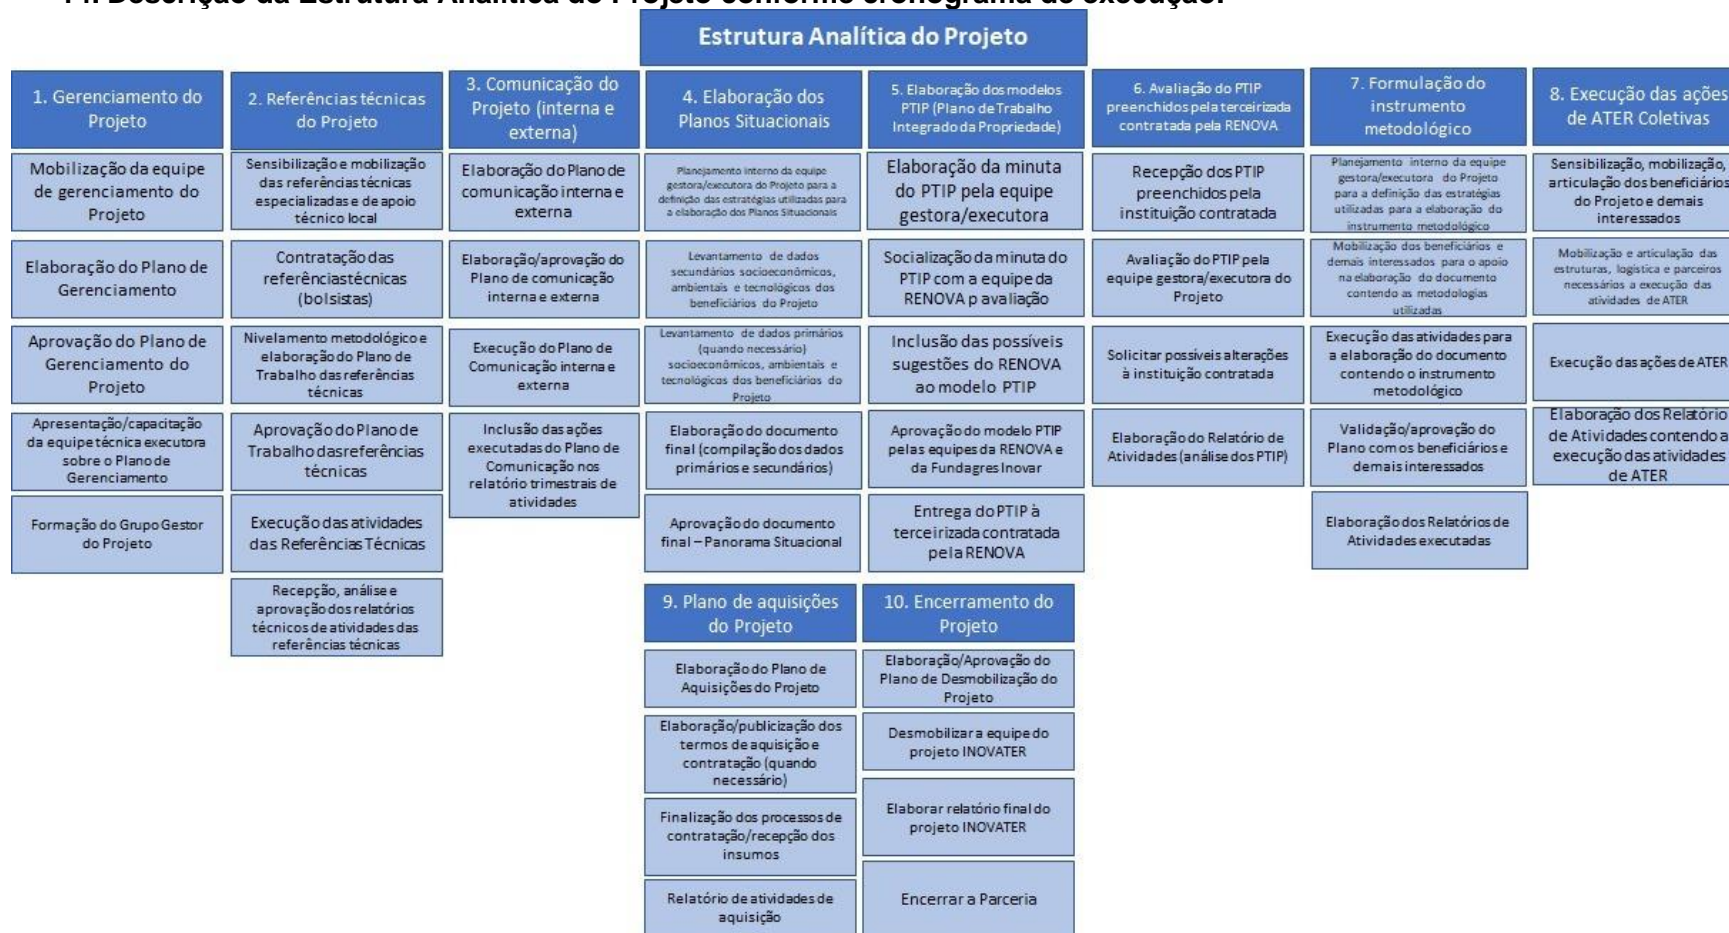 Descrição da Estrutura Analítica do Projeto conforme cronograma de execução.
Estrutura Analítica do Projeto
1. Gerenciamento do
Projeto
Mobilização da equipe
de gerenciamento do
Projeto
Elaboração do Plano de
Gerenciamento
Aprovação do Plano de
Gerenciamento do
Projeto
Apresentação/capacitação
da equipe técnica executora
sobre o Plano de
Gerenciamento
Formação do Grupo Gestor
do Projeto
2. Referências técnicas
do Projeto
Sensibilização e mobilização
das referências técnicas
especializadas e de apoio
técnico local
Contratação das
referências técnicas
(bolsistas)
Nivelamento metodológico e
elaboração do Plano de
Trabalho das referências
técnicas
Aprovação do Plano de
Trabalho das referências
técnicas
Execução das atividades
das Referências Técnicas
Recepção, análise e
aprovação dos relatórios
técnicos de atividades das
referências técnicas
3. Comunicação do
Projeto (interna e
externa)
Elaboração do Plano de
comunicação interna e
externa
Elaboração/aprovação do
Plano de comunicação
interna e externa
Execução do Plano de
Comunicação interna e
externa
Inclusão das ações
executadas do Plano de
Comunicação nos
relatório trimestrais de
atividades
4. Elaboração dos
Planos Situacionais
Planejamento interno da equipe
gestora/executora do Projeto para a
definição das estratégias utilizadas para
a elaboração dos Planos Situacionais
Levantamento de dados
secundários socioeconômicos,
ambientais e tecnológicos dos
beneficiários do Projeto
Levantamento de dados primários
(quando necessário)
socioeconômicos, ambientais e
tecnológicos dos beneficiários do
Projeto
Elaboração do documento
final (compilação dos dados
primários e secundários)
Aprovação do documento
final – Panorama Situacional
5. Elaboração dos modelos
PTIP (Plano de Trabalho
Integrado da Propriedade)
Elaboração da minuta
do PTIP pela equipe
gestora/executora
Socialização da minuta do
PTIP com a equipe da
RENOVA p avaliação
Inclusão das possíveis
sugestões do RENOVA
ao modelo PTIP
Aprovação do modelo PTIP
pelas equipes da RENOVA e
da Fundagres Inovar
Entrega do PTIP à
terceirizada contratada
pela RENOVA
6. Avaliação do PTIP
preenchidos pela terceirizada
contratada pela RENOVA
Recepção dos PTIP
preenchidos pela
instituição contratada
Avaliação do PTIP pela
equipe gestora/executora do
Projeto
Solicitar possíveis alterações
à instituição contratada
Elaboração do Relatório de
Atividades (análise dos PTIP)
7. Formulação do
instrumento
metodológico
Planejamento interno da equipe
gestora/executora do Projeto
para a definição das estratégias
utilizadas para a elaboração do
instrumento metodológico
Mobilização dos beneficiários e
demais interessados para o apoio
na elaboração do documento
contendo as metodologias
utilizadas
Execução das atividades para
a elaboração do documento
contendo o instrumento
metodológico
Validação/aprovação do
Plano com os beneficiários e
demais interessados
Elaboração dos Relatórios de
Atividades executadas
8. Execução das ações
de ATER Coletivas
Sensibilização, mobilização,
articulação dos beneficiários
do Projeto e demais
interessados
Mobilização e articulação das
estruturas, logística e parceiros
necessários a execução das
atividades de ATER
Execução das ações de ATER
Elaboração dos Relatório
de Atividades contendo a
execução das atividades
de ATER
9. Plano de aquisições
do Projeto
Elaboração do Plano de
Aquisições do Projeto
Elaboração/publicização dos
termos de aquisição e
contratação (quando
necessário)
Finalização dos processos de
contratação/recepção dos
insumos
Relatório de atividades de
aquisição
10. Encerramento do
Projeto
Elaboração/Aprovação do
Plano de Desmobilização do
Projeto
Desmobilizar a equipe do
projeto INOVATER
Elaborar relatório final do
projeto INOVATER
Encerrar a Parceria